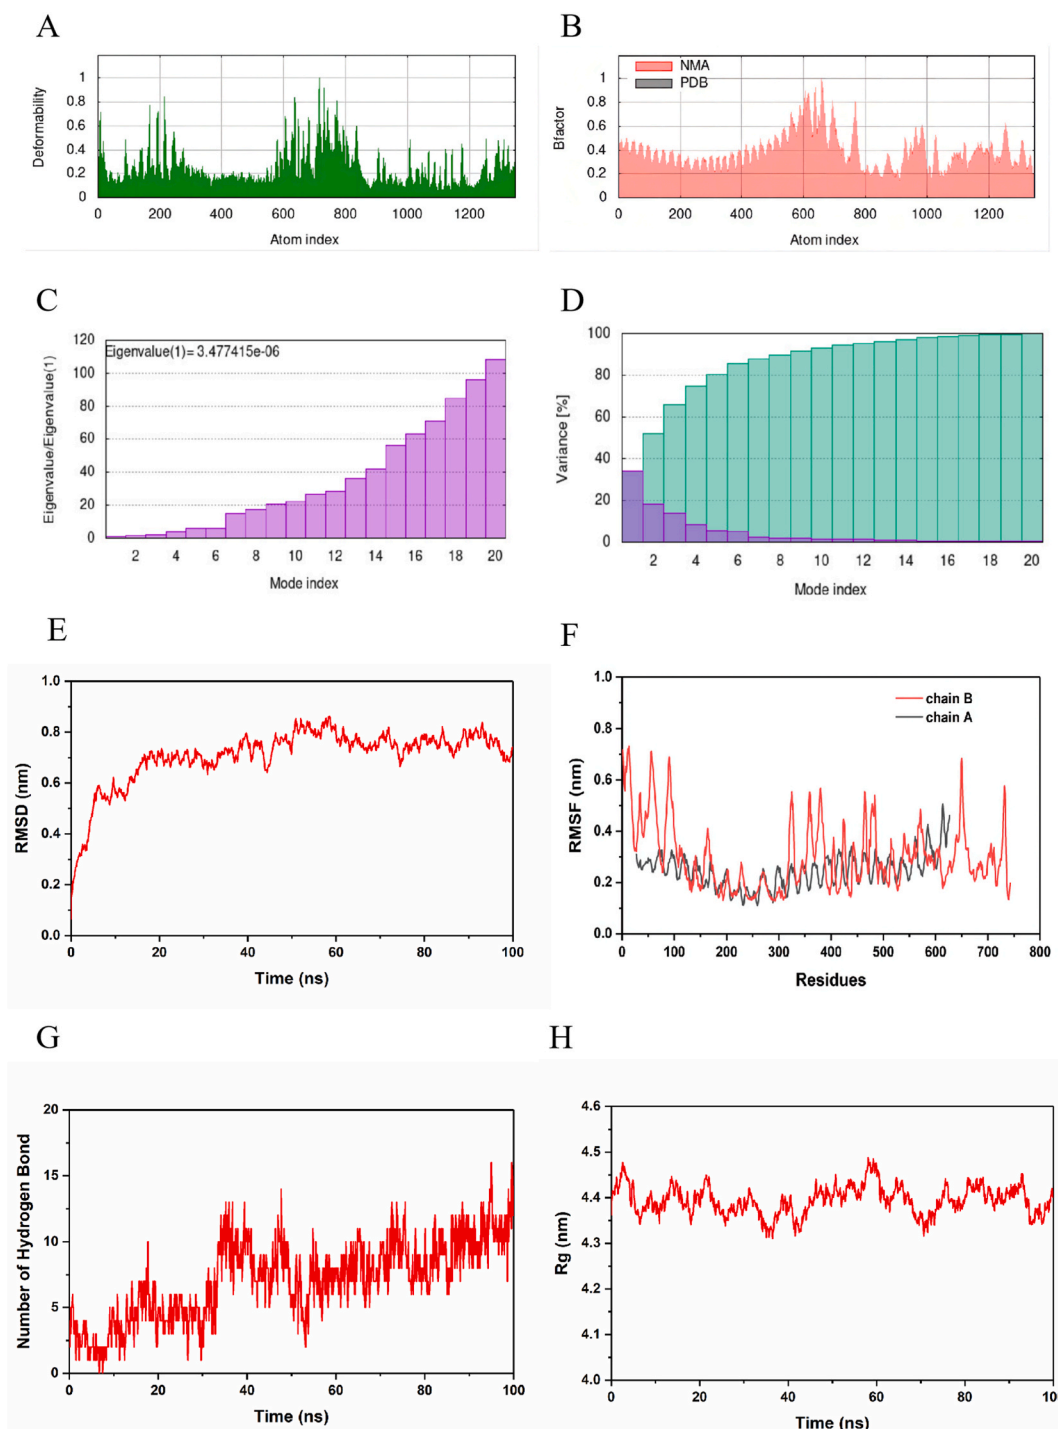 A
B
Deformability
1
0.8
0.6
0.4
0.2
0
0 200 400 600 800 1000 1200
Atom index
Bfactor
NMA
PDB
1
0.8
0.6
0.4
0.2
0
0 200 400 600 800 1000 1200
Atom index
C
D
Eigenvalue/Eigenvalue(1)
Eigenvalue(1)= 3.477415e-06
120
100
80
60
40
20
0
2 4 6 8 10 12 14 16 18 20
Mode index
Variance [%]
100
80
60
40
20
0
2 4 6 8 10 12 14 16 18 20
Mode index
E
F
RMSD (nm)
1.0
0.8
0.6
0.4
0.2
0.0
0 20 40 60 80 100
Time (ns)
RMSF (nm)
chain B
chain A
1.0
0.8
0.6
0.4
0.2
0.0
0 100 200 300 400 500 600 700 800
Residues
G
H
Number of Hydrogen Bond
20
15
10
5
0
0 20 40 60 80 100
Time (ns)
Rg (nm)
4.6
4.5
4.4
4.3
4.2
4.1
4.0
0 20 40 60 80 10
Time (ns)